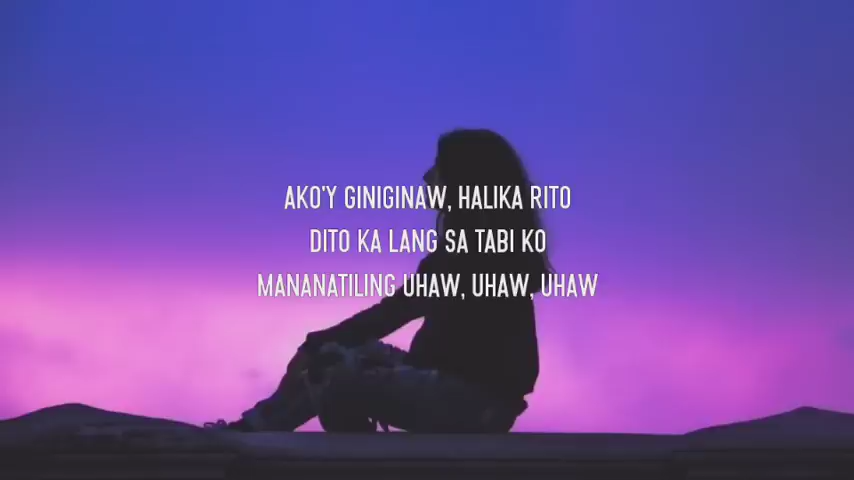 AKO'Y GINIGINAW, HALIKA RITO
DITO KA LANG SA TABI KO
MANANATILING UHAW, UHAW, UHAW